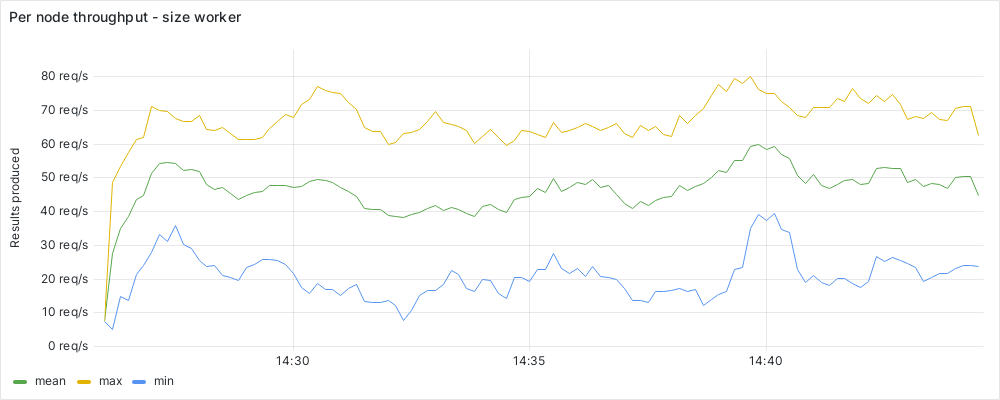 Per node throughput - size worker
Results produced
80 req/s
70 req/s
60 req/s
50 req/s
40 req/s
30 req/s
20 req/s
10 req/s
0 req/s
14:30 14:35 14:40
mean max min